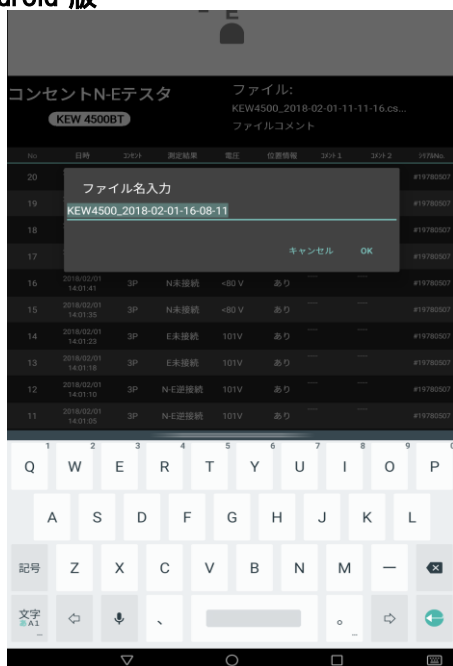 roid 版
E
コンセントN-Eテスタ
ファイル:
KEW 4500BT
KEW4500_2018-02-01-11-11-16.cs...
ファイルコメント
No. 日時 コンセント 測定結果 電圧 位置情報 コメント1 コメント2 シリアルNo.
20 #19780507
ファイル名入力
19 #19780507
KEW4500_2018-02-01-16-08-11
18 #19780507
キャンセル OK
17 #19780507
16 2018/02/01 14:01:41 3P N未接続 <80 V あり — — #19780507
15 2018/02/01 14:01:35 3P N未接続 <80 V あり — — #19780507
14 2018/02/01 14:01:23 3P E未接続 101V あり — — #19780507
13 2018/02/01 14:01:18 3P E未接続 101V あり — — #19780507
12 2018/02/01 14:01:10 3P N-E逆接続 101V あり — — #19780507
11 2018/02/01 14:01:05 3P N-E逆接続 101V あり #19780507
1 2 3 4 5 6 7 8 9 0
Q W E R T Y U I O P
A S D F G H J K L
記号 Z X C V B N M ー
文字 あA1 、 。